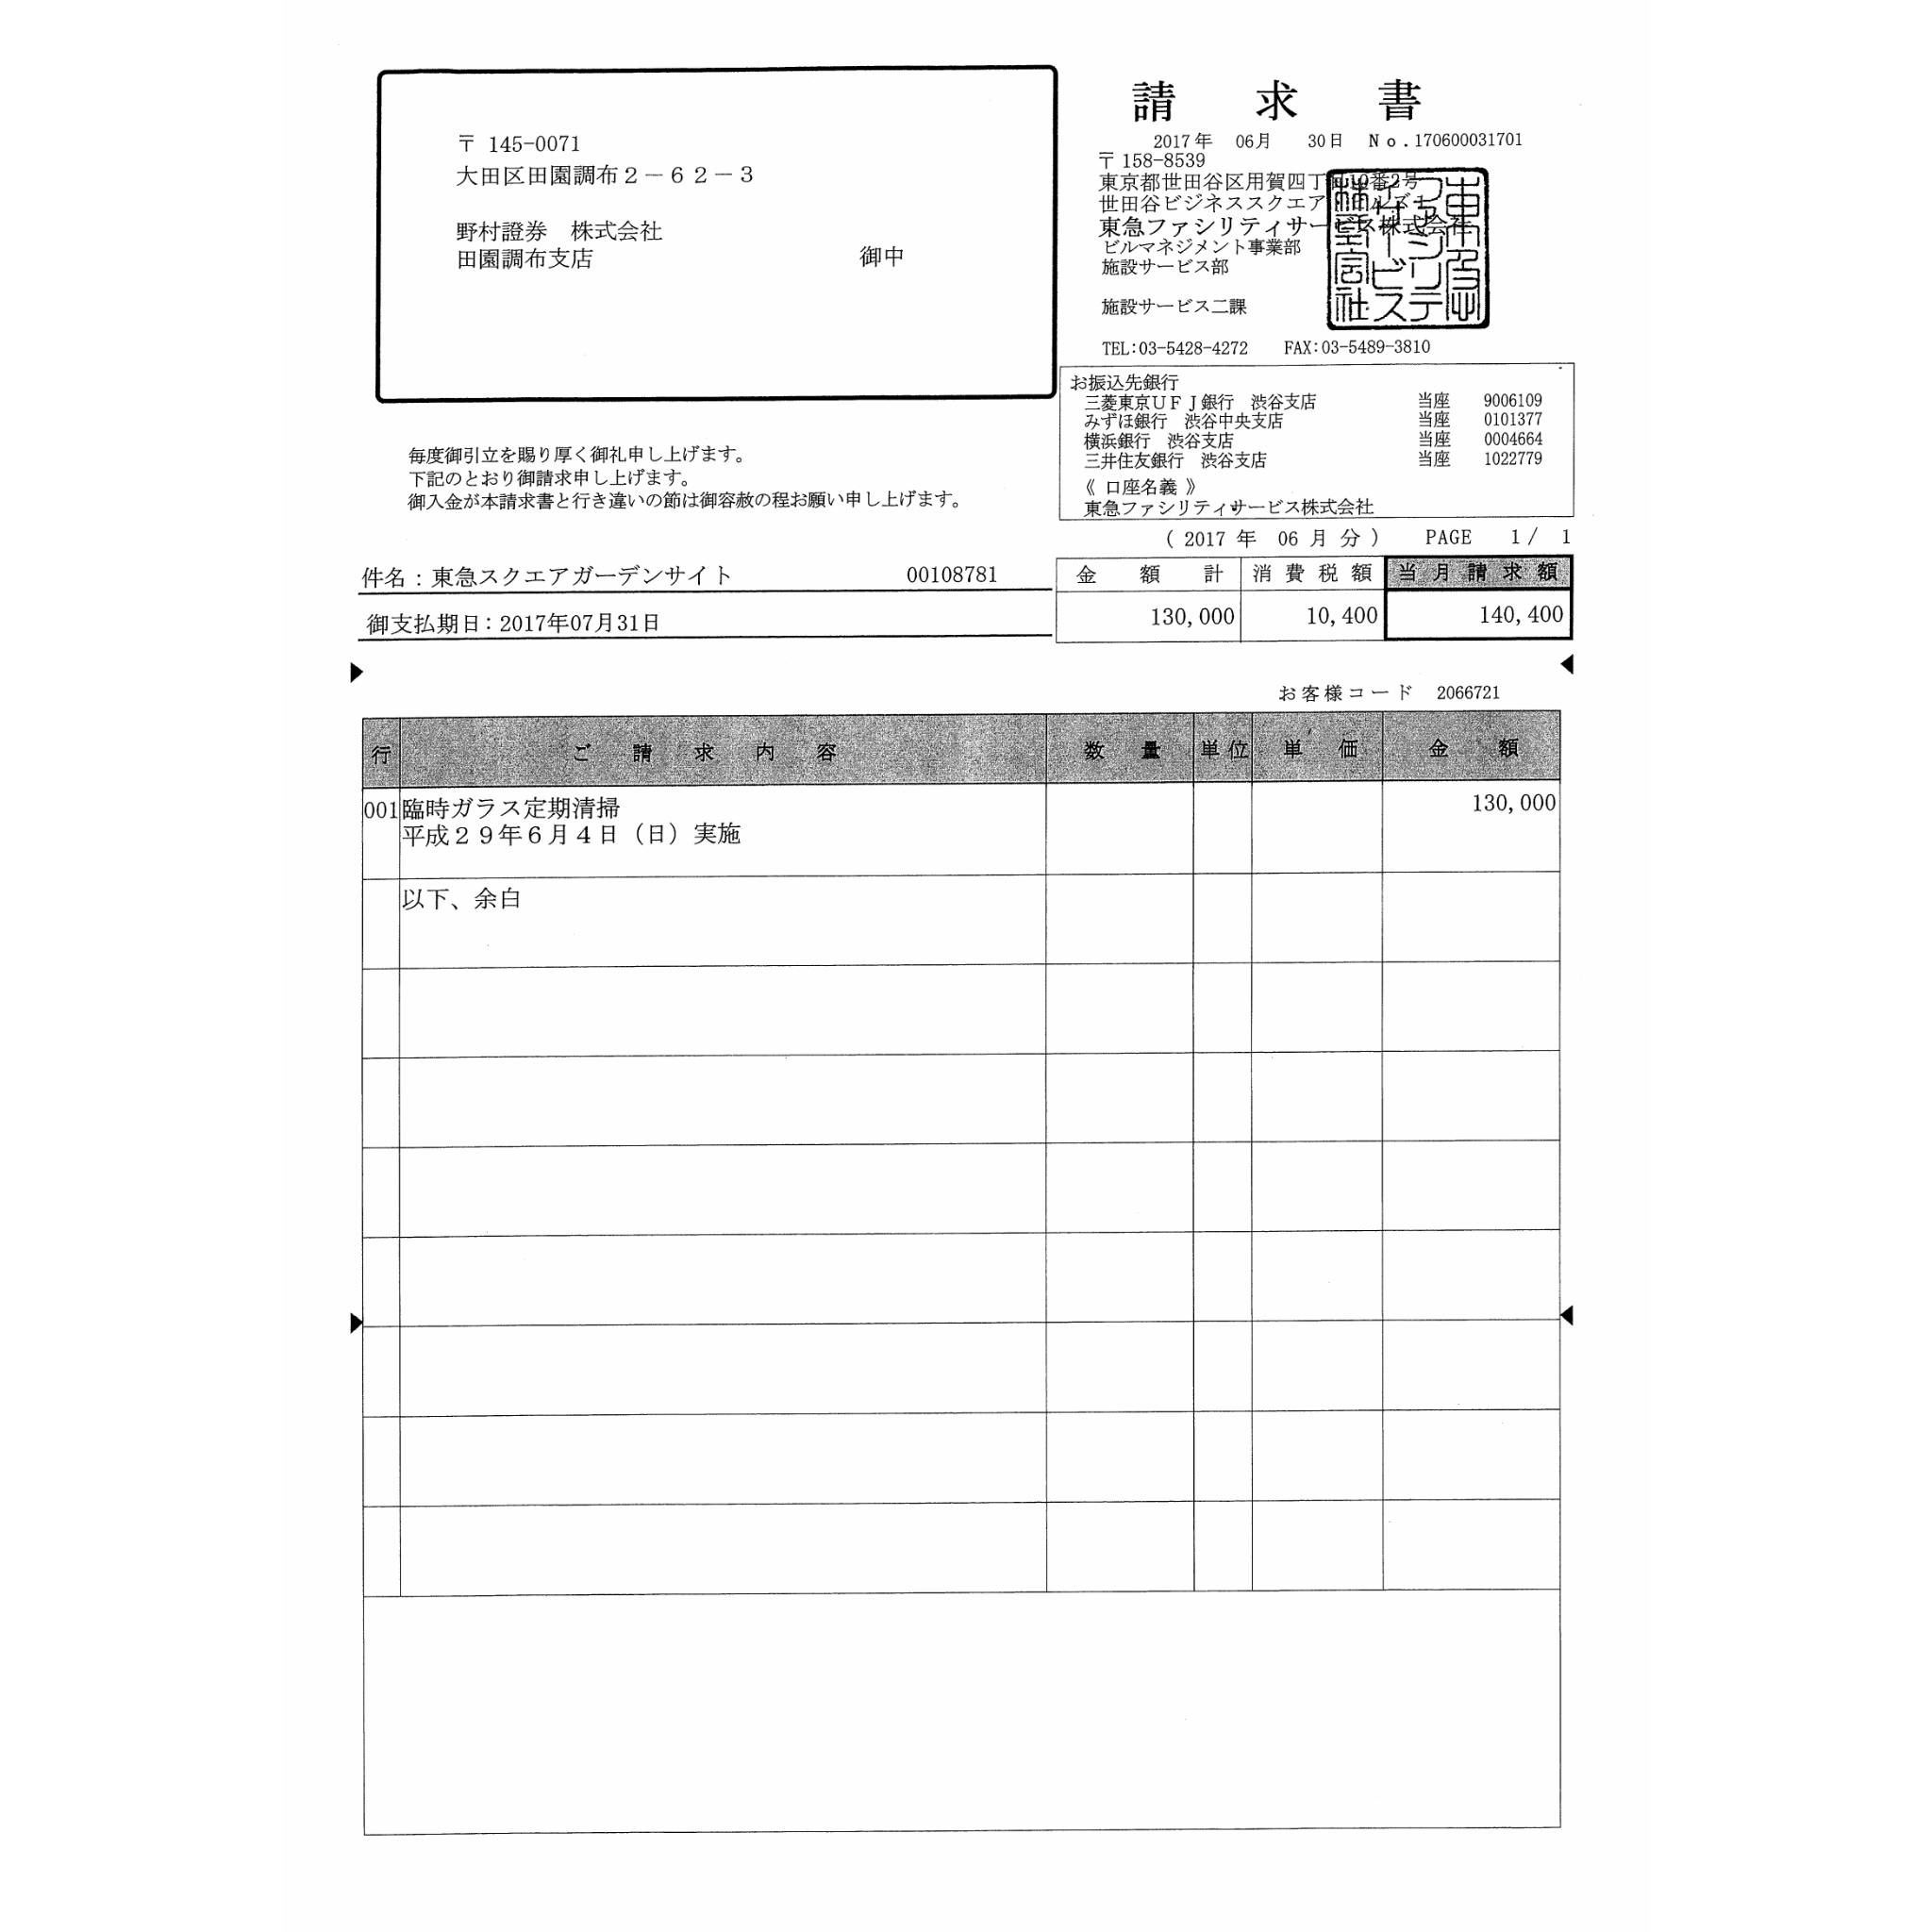 〒 145-0071
大田区田園調布２－６２－３
野村證券　株式会社
田園調布支店　御中
請求書
2017年 06月 30日 No.170600031701
〒158-8539
東京都世田谷区用賀四丁目10番2号
世田谷ビジネススクエア
東急ファシリティサービス株式会社
ビルマネジメント事業部
施設サービス部
施設サービス二課
TEL:03-5428-4272 FAX:03-5489-3810
東急ファシリティサービス株式会社
お振込先銀行
三菱東京ＵＦＪ銀行　渋谷支店 当座 9006109
みずほ銀行　渋谷中央支店 当座 0101377
横浜銀行　渋谷支店 当座 0004664
三井住友銀行　渋谷支店 当座 1022779
《 口座名義 》
東急ファシリティサービス株式会社
毎度御引立を賜り厚く御礼申し上げます。
下記のとおり御請求申し上げます。
御入金が本請求書と行き違いの節は御容赦の程お願い申し上げます。
( 2017 年 06 月 分 ) PAGE 1/ 1
件名：東急スクエアガーデンサイト 00108781
御支払期日：2017年07月31日
金額計 消費税額 当月請求額
130,000 10,400 140,400
お客様コード 2066721
行 ご請求内容 数量 単位 単価 金額
001 臨時ガラス定期清掃 130,000
平成２９年６月４日（日）実施
以下、余白